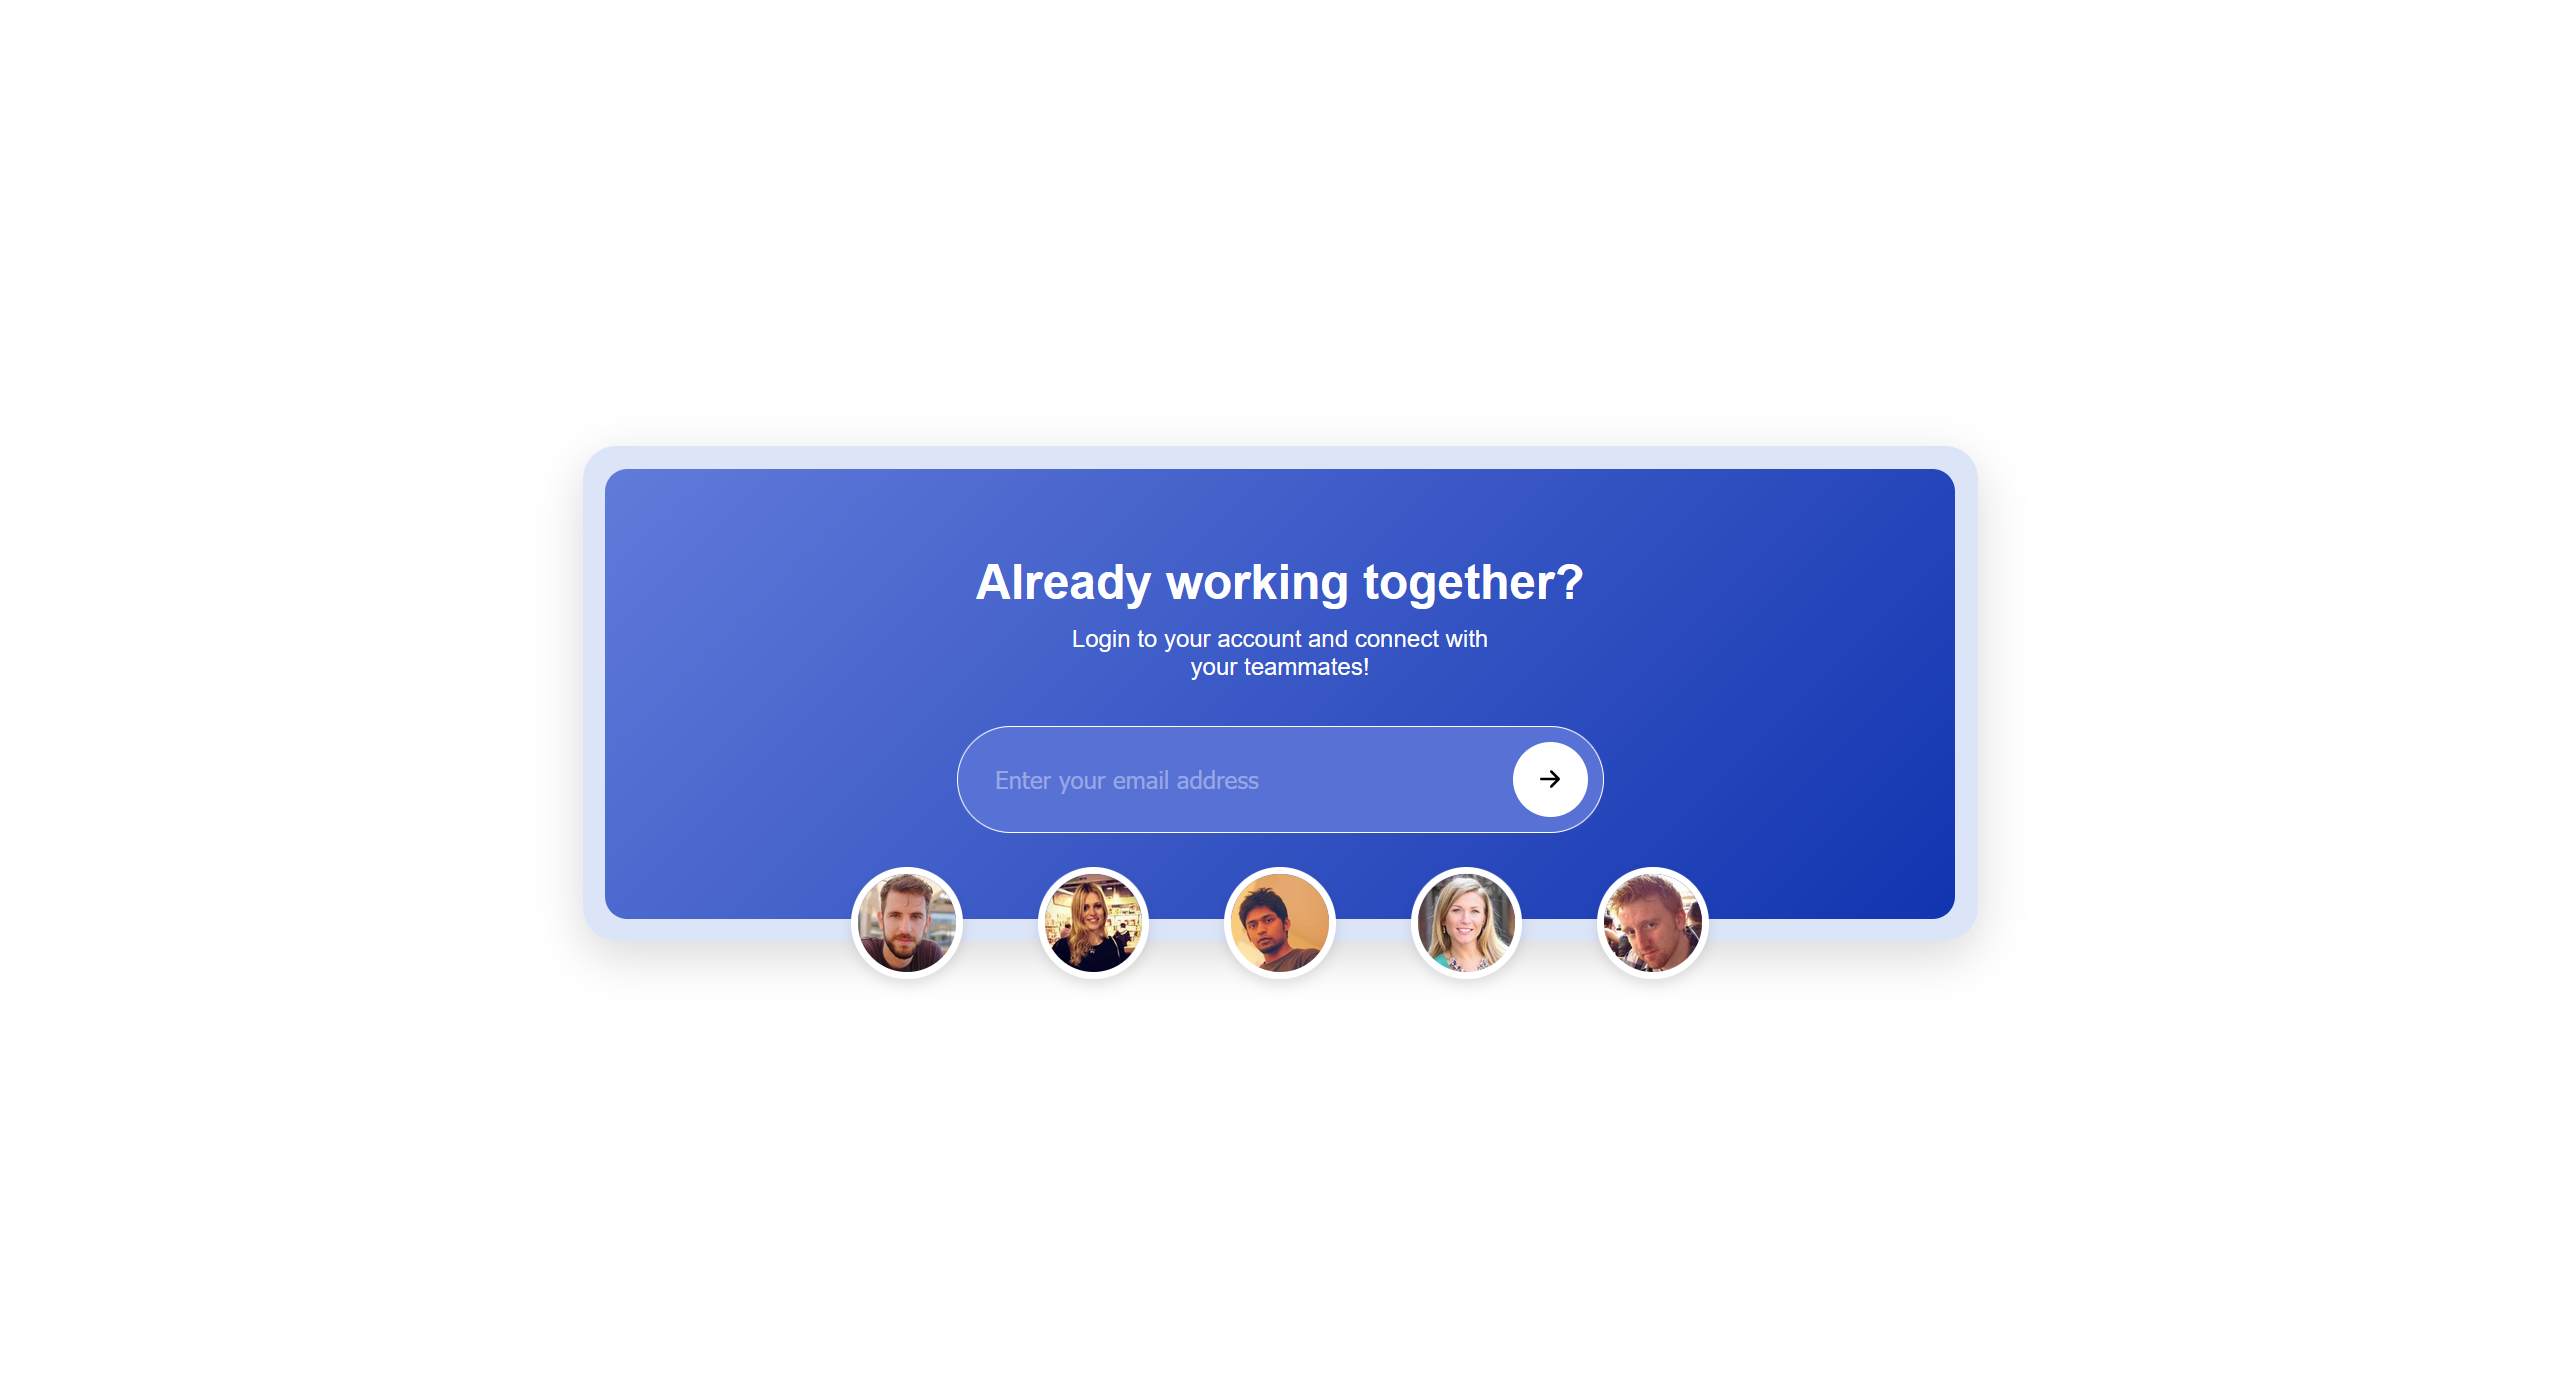 Already working together?
Login to your account and connect with
your teammates!
Enter your email address